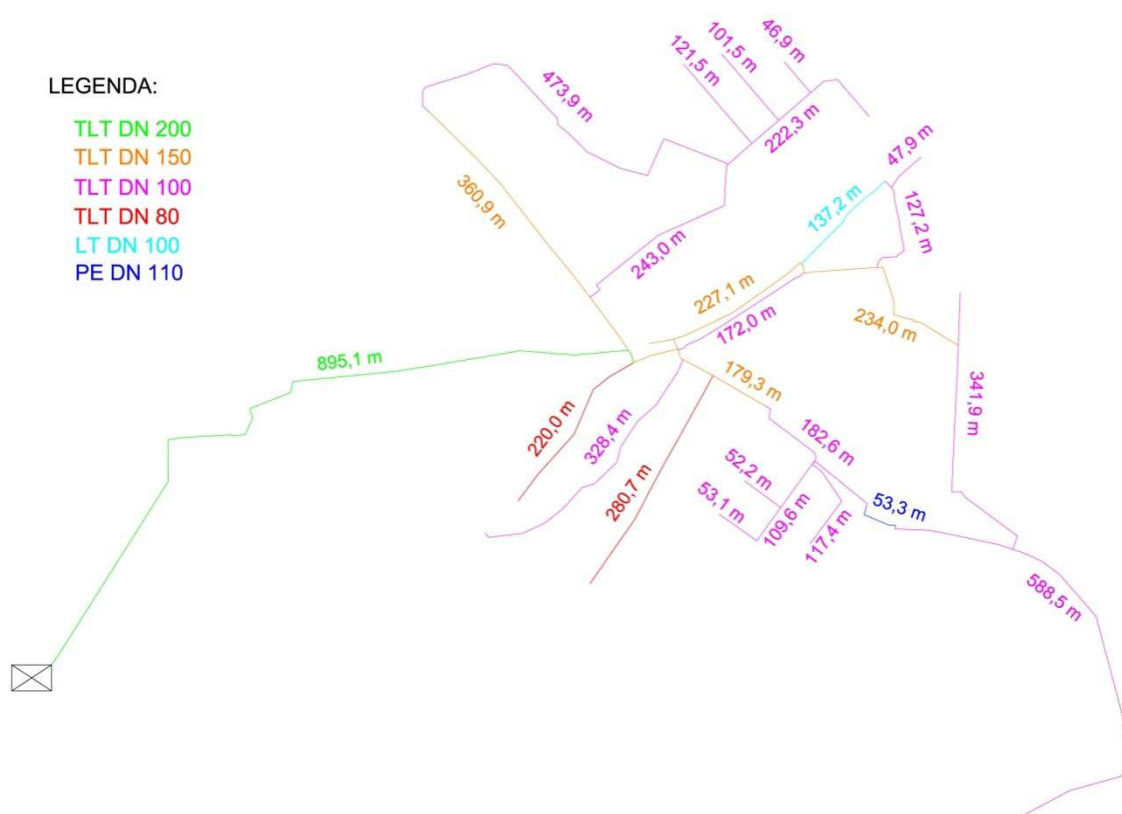 LEGENDA:
TLT DN 200
TLT DN 150
TLT DN 100
TLT DN 80
LT DN 100
PE DN 110
46,9 m
101,5 m
121,5 m
473,9 m
222,3 m
47,9 m
360,9 m
137,2 m
127,2 m
243,0 m
227,1 m
172,0 m
234,0 m
895,1 m
179,3 m
341,9 m
220,0 m
328,4 m
182,6 m
280,7 m
52,2 m
53,1 m
109,6 m
117,4 m
53,3 m
588,5 m